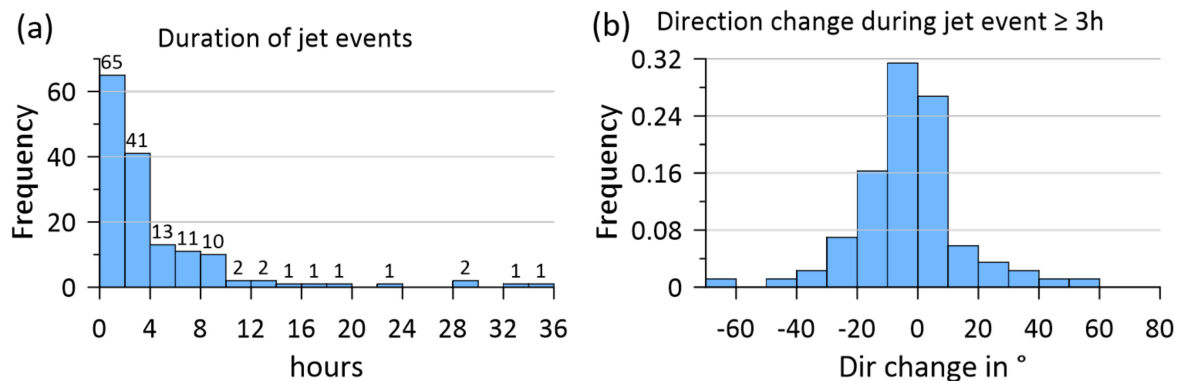 (a)
Duration of jet events
65
41
13
11
10
2
2
1
1
1
1
2
1
1
60
40
20
0
Frequency
0 4 8 12 16 20 24 28 32 36
hours
(b)
Direction change during jet event ≥ 3h
0.32
0.24
0.16
0.08
0
Frequency
-60 -40 -20 0 20 40 60 80
Dir change in °